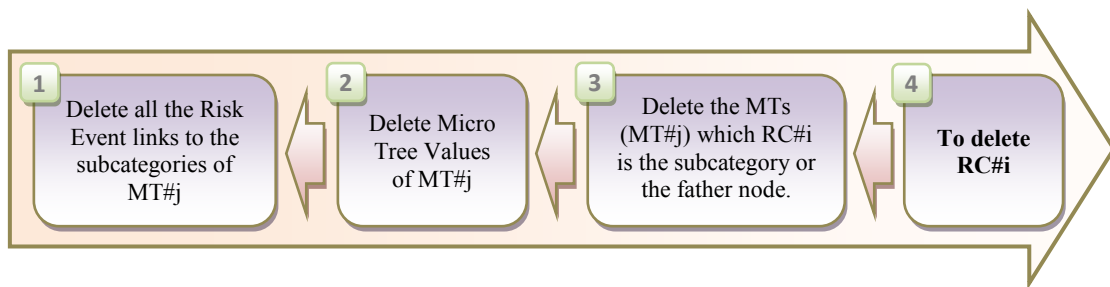 1
Delete all the Risk
Event links to the
subcategories of
MT#j
2
Delete Micro
Tree Values
of MT#j
3
Delete the MTs
(MT#j) which RC#i
is the subcategory or
the father node.
4
To delete
RC#i